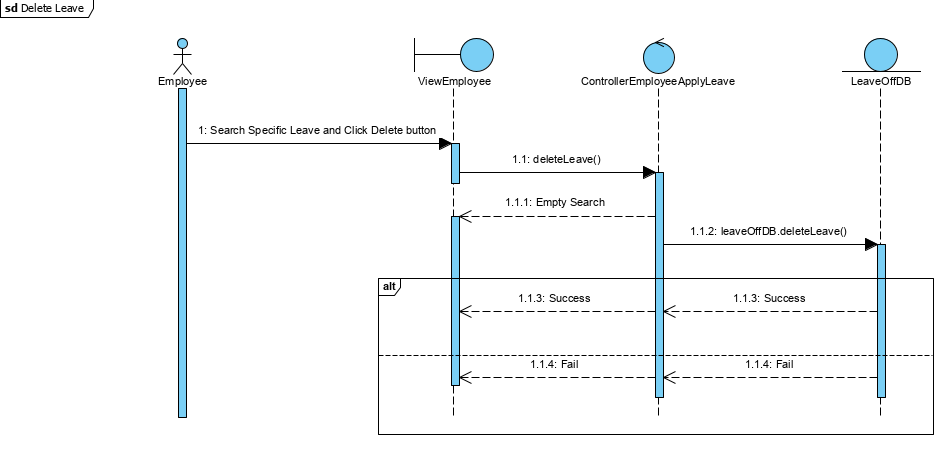 sd Delete Leave
Employee
ViewEmployee
ControllerEmployeeApplyLeave
LeaveOffDB
1: Search Specific Leave and Click Delete button
1.1: deleteLeave()
1.1.1: Empty Search
1.1.2: leaveOffDB.deleteLeave()
alt
1.1.3: Success
1.1.3: Success
1.1.4: Fail
1.1.4: Fail